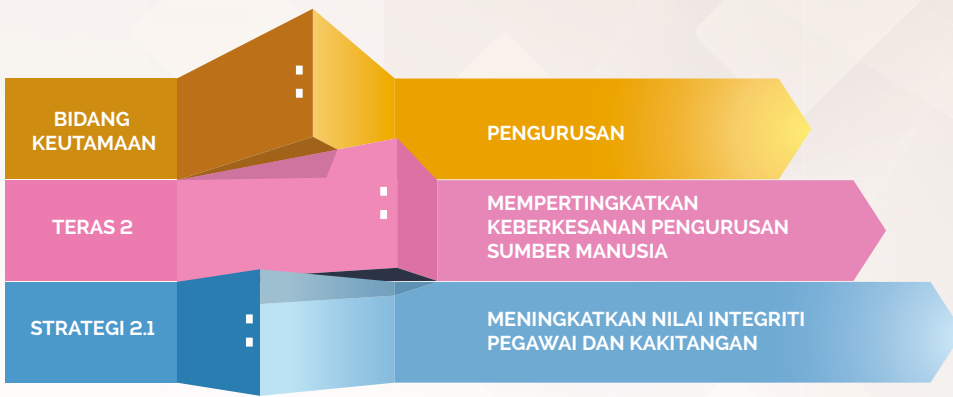 BIDANG
KEUTAMAAN
:
PENGURUSAN
TERAS 2
:
MEMPERTINGKATKAN
KEBERKESANAN PENGURUSAN
SUMBER MANUSIA
STRATEGI 2.1
:
MENINGKATKAN NILAI INTEGRITI
PEGAWAI DAN KAKITANGAN